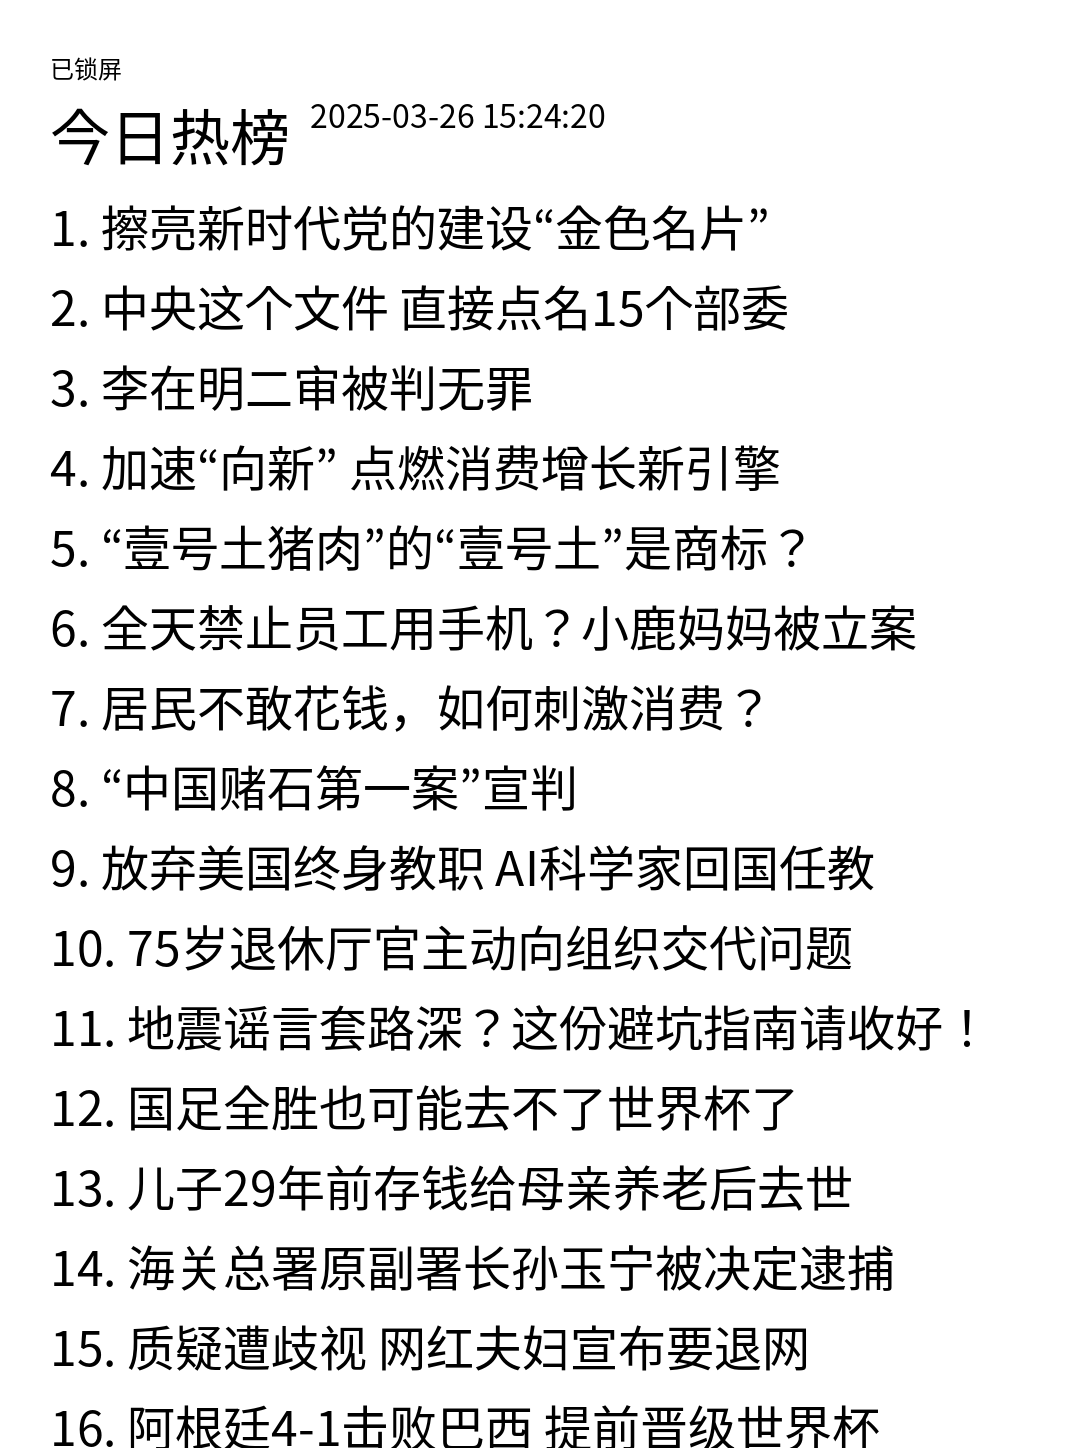 已锁屏
今日热榜 2025-03-26 15:24:20
1. 擦亮新时代党的建设“金色名片”
2. 中央这个文件 直接点名15个部委
3. 李在明二审被判无罪
4. 加速“向新” 点燃消费增长新引擎
5. “壹号土猪肉”的“壹号土”是商标？
6. 全天禁止员工用手机？小鹿妈妈被立案
7. 居民不敢花钱，如何刺激消费？
8. “中国赌石第一案”宣判
9. 放弃美国终身教职 AI科学家回国任教
10. 75岁退休厅官主动向组织交代问题
11. 地震谣言套路深？这份避坑指南请收好！
12. 国足全胜也可能去不了世界杯了
13. 儿子29年前存钱给母亲养老后去世
14. 海关总署原副署长孙玉宁被决定逮捕
15. 质疑遭歧视 网红夫妇宣布要退网
16. 阿根廷4-1击败巴西 提前晋级世界杯